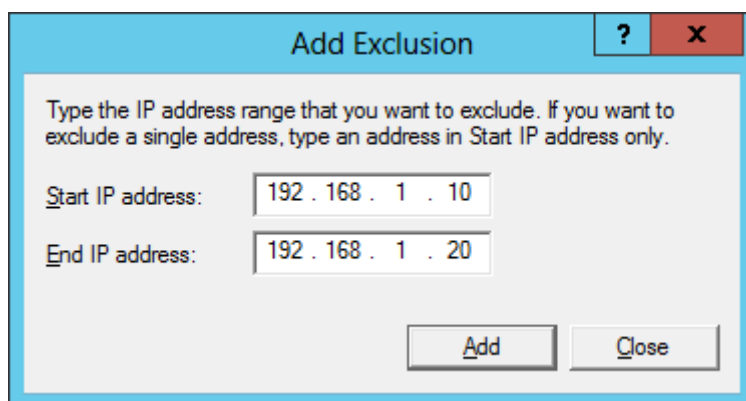 Add Exclusion
?
x
Type the IP address range that you want to exclude. If you want to
exclude a single address, type an address in Start IP address only.
Start IP address: 192 . 168 . 1 . 10
End IP address: 192 . 168 . 1 . 20
Add Close